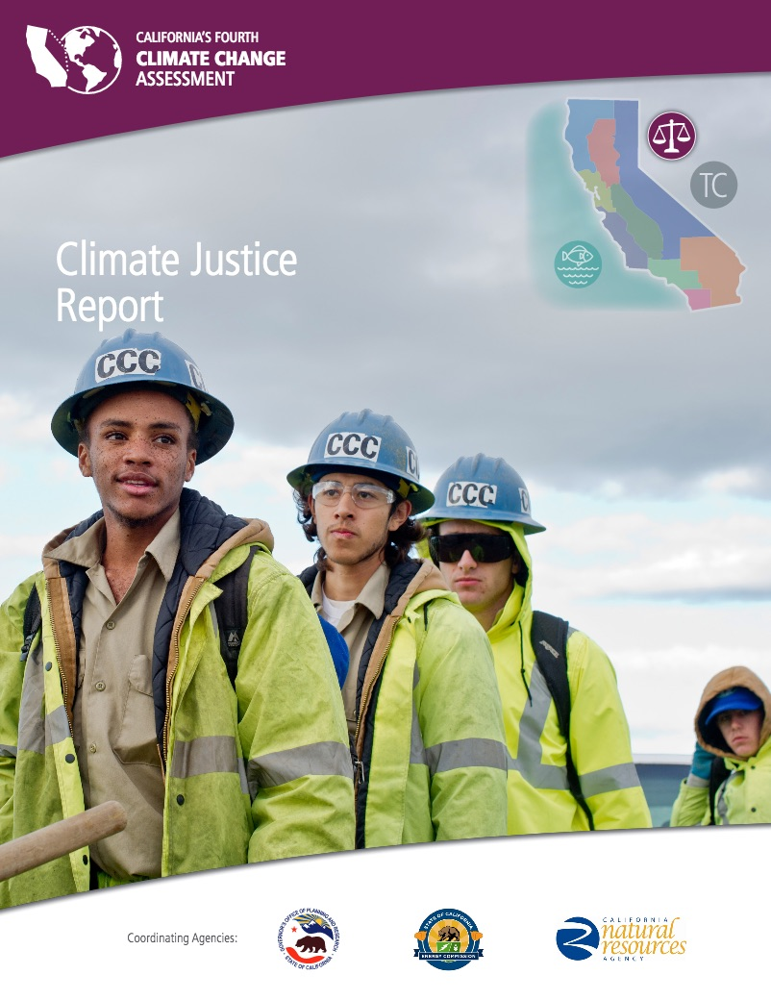 CALIFORNIA'S FOURTH
CLIMATE CHANGE
ASSESSMENT
TC
Climate Justice
Report
CCC
CCC
CCC
Coordinating Agencies:
GOVERNOR'S OFFICE OF PLANNING AND RESEARCH
STATE OF CALIFORNIA
STATE OF CALIFORNIA
ENERGY COMMISSION
CALIFORNIA
natural
resources
AGENCY